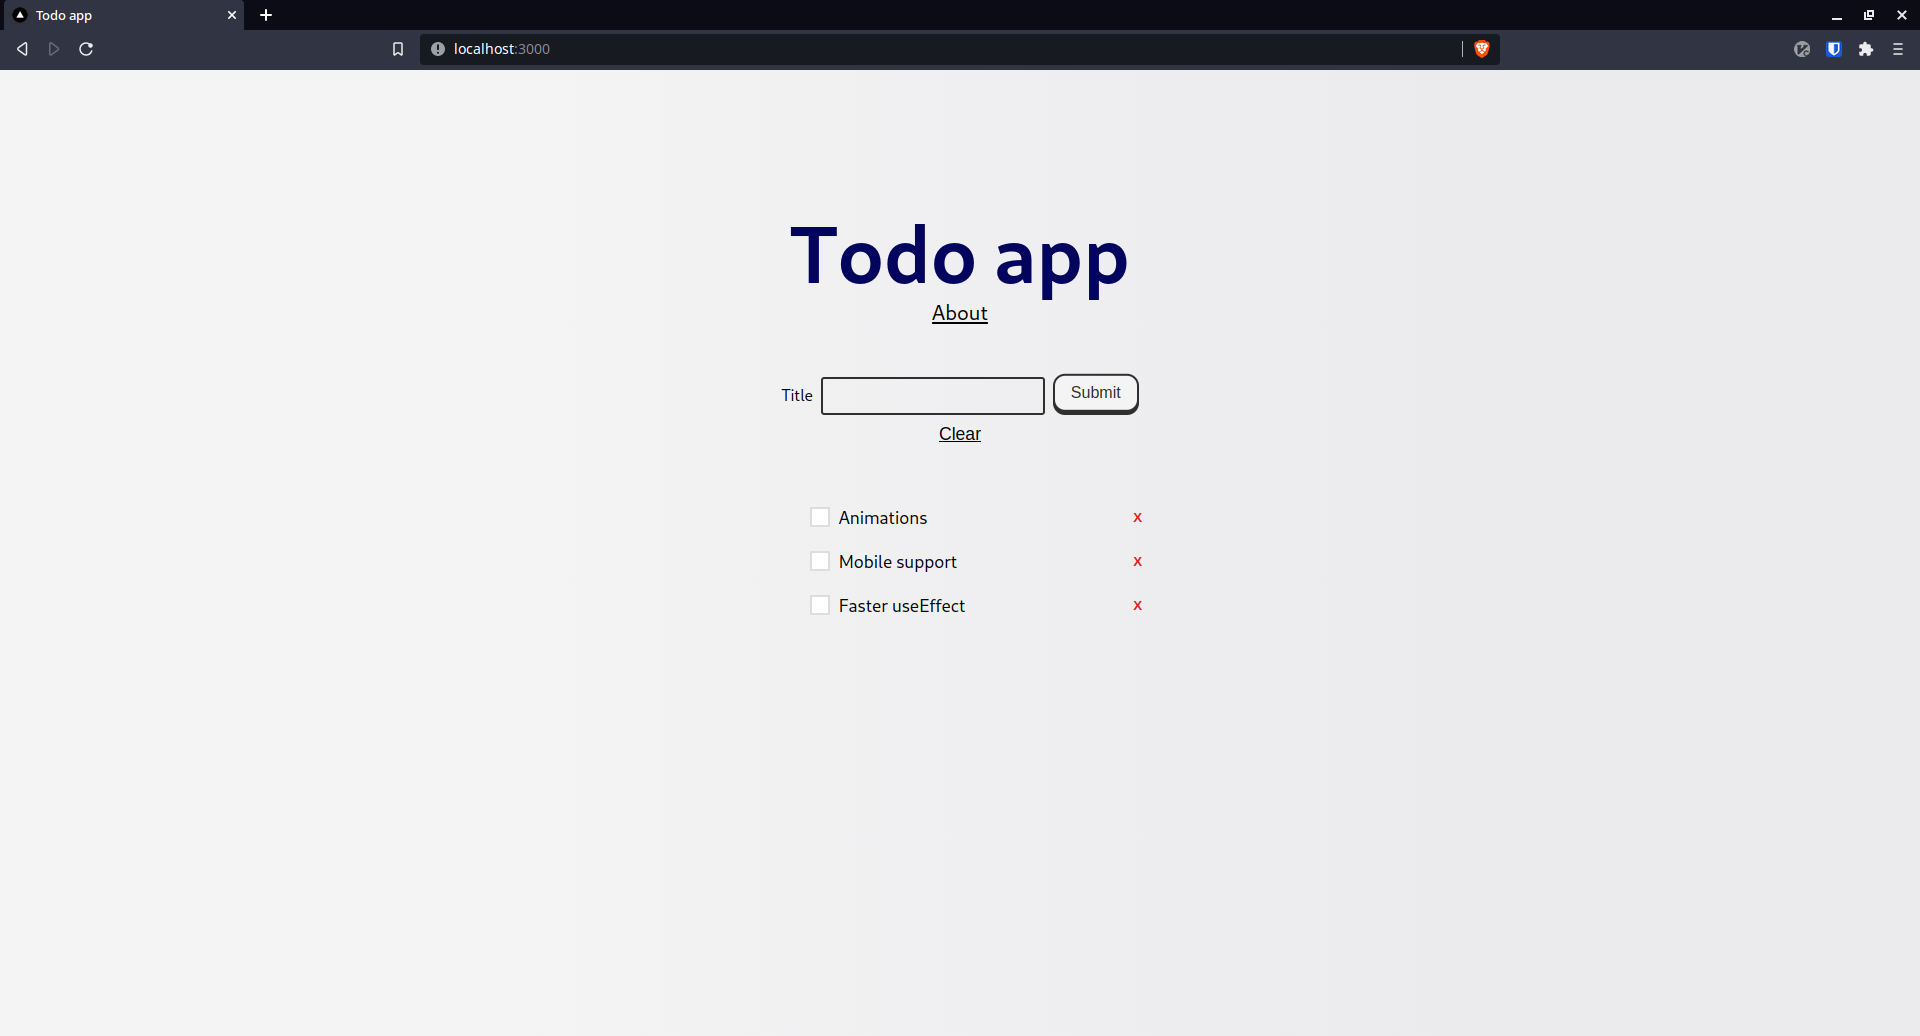 Todo app
localhost:3000
Todo app
About
Title
Submit
Clear
Animations x
Mobile support x
Faster useEffect x